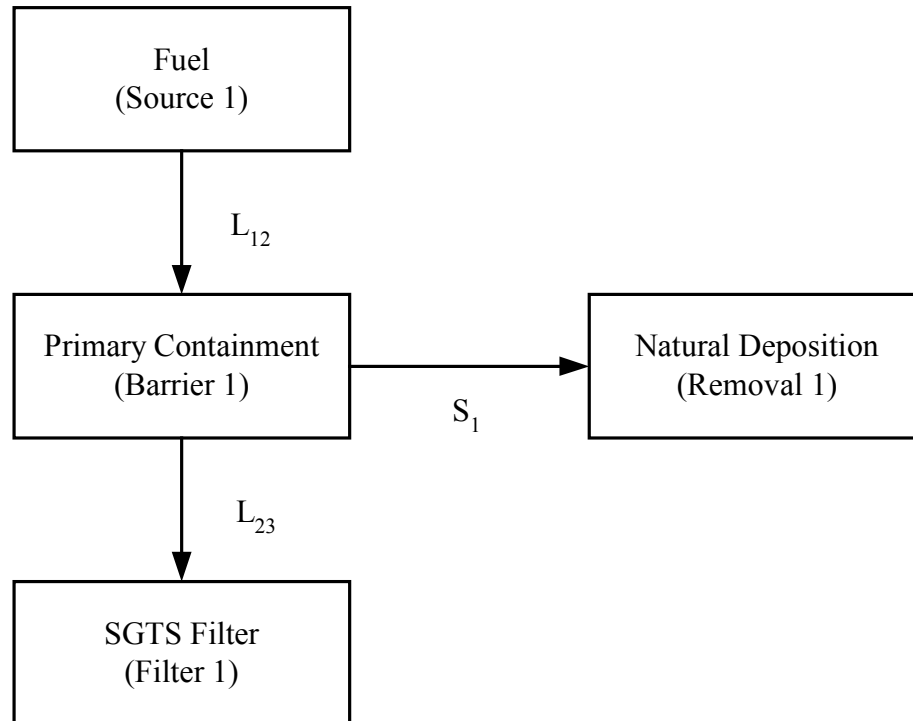 Fuel
(Source 1)
L₁₂
Primary Containment
(Barrier 1)
S₁
Natural Deposition
(Removal 1)
L₂₃
SGTS Filter
(Filter 1)